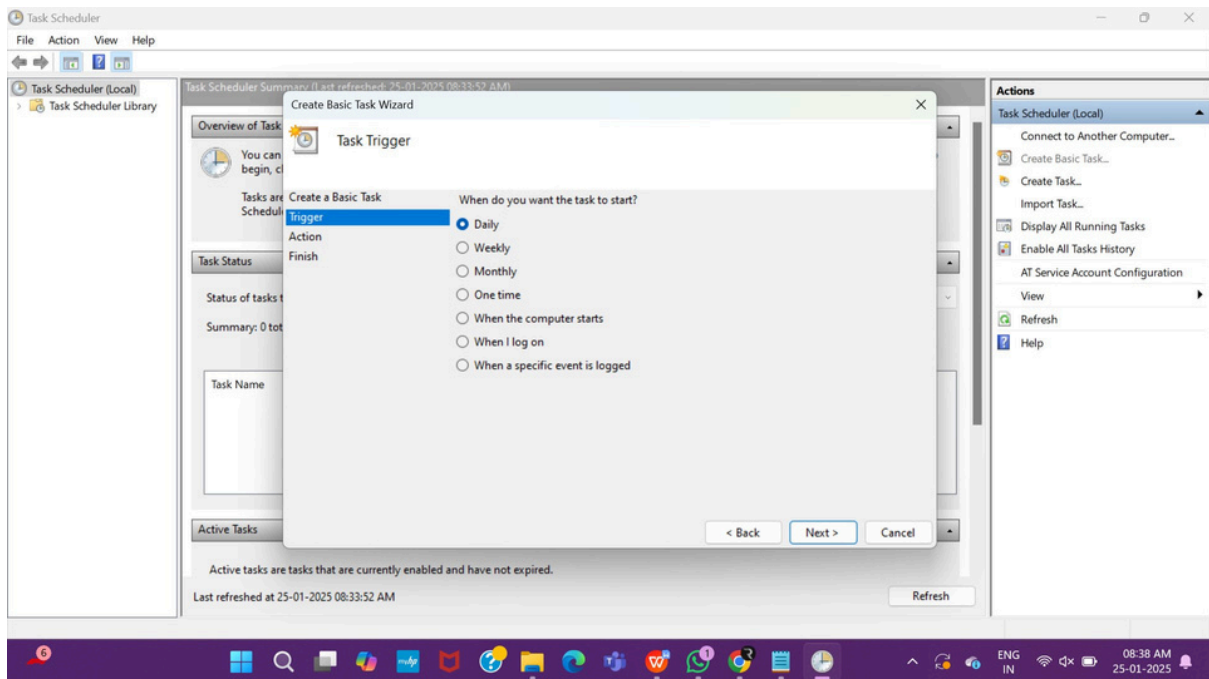 Task Scheduler
File Action View Help
Task Scheduler (Local)
Task Scheduler Library
Task Scheduler Summary (Last refreshed: 25-01-2025 08:33:52 AM)
Overview of Task
You can
begin, cl
Tasks are
Schedul
Task Status
Status of tasks t
Summary: 0 tot
Task Name
Active Tasks
Active tasks are tasks that are currently enabled and have not expired.
Last refreshed at 25-01-2025 08:33:52 AM
Refresh
Create Basic Task Wizard
Task Trigger
Create a Basic Task
Trigger
Action
Finish
When do you want the task to start?
Daily
Weekly
Monthly
One time
When the computer starts
When I log on
When a specific event is logged
< Back
Next >
Cancel
Actions
Task Scheduler (Local)
Connect to Another Computer...
Create Basic Task...
Create Task...
Import Task...
Display All Running Tasks
Enable All Tasks History
AT Service Account Configuration
View
Refresh
Help
6
1
ENG
IN
08:38 AM
25-01-2025